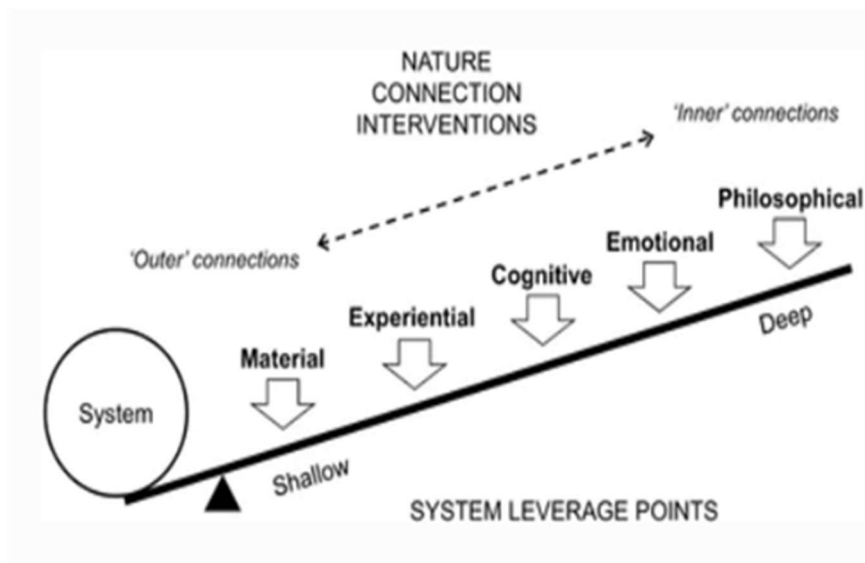 NATURE
CONNECTION
INTERVENTIONS
'Inner' connections
'Outer' connections
Philosophical
Emotional
Cognitive
Experiential
Material
System
Deep
Shallow
SYSTEM LEVERAGE POINTS